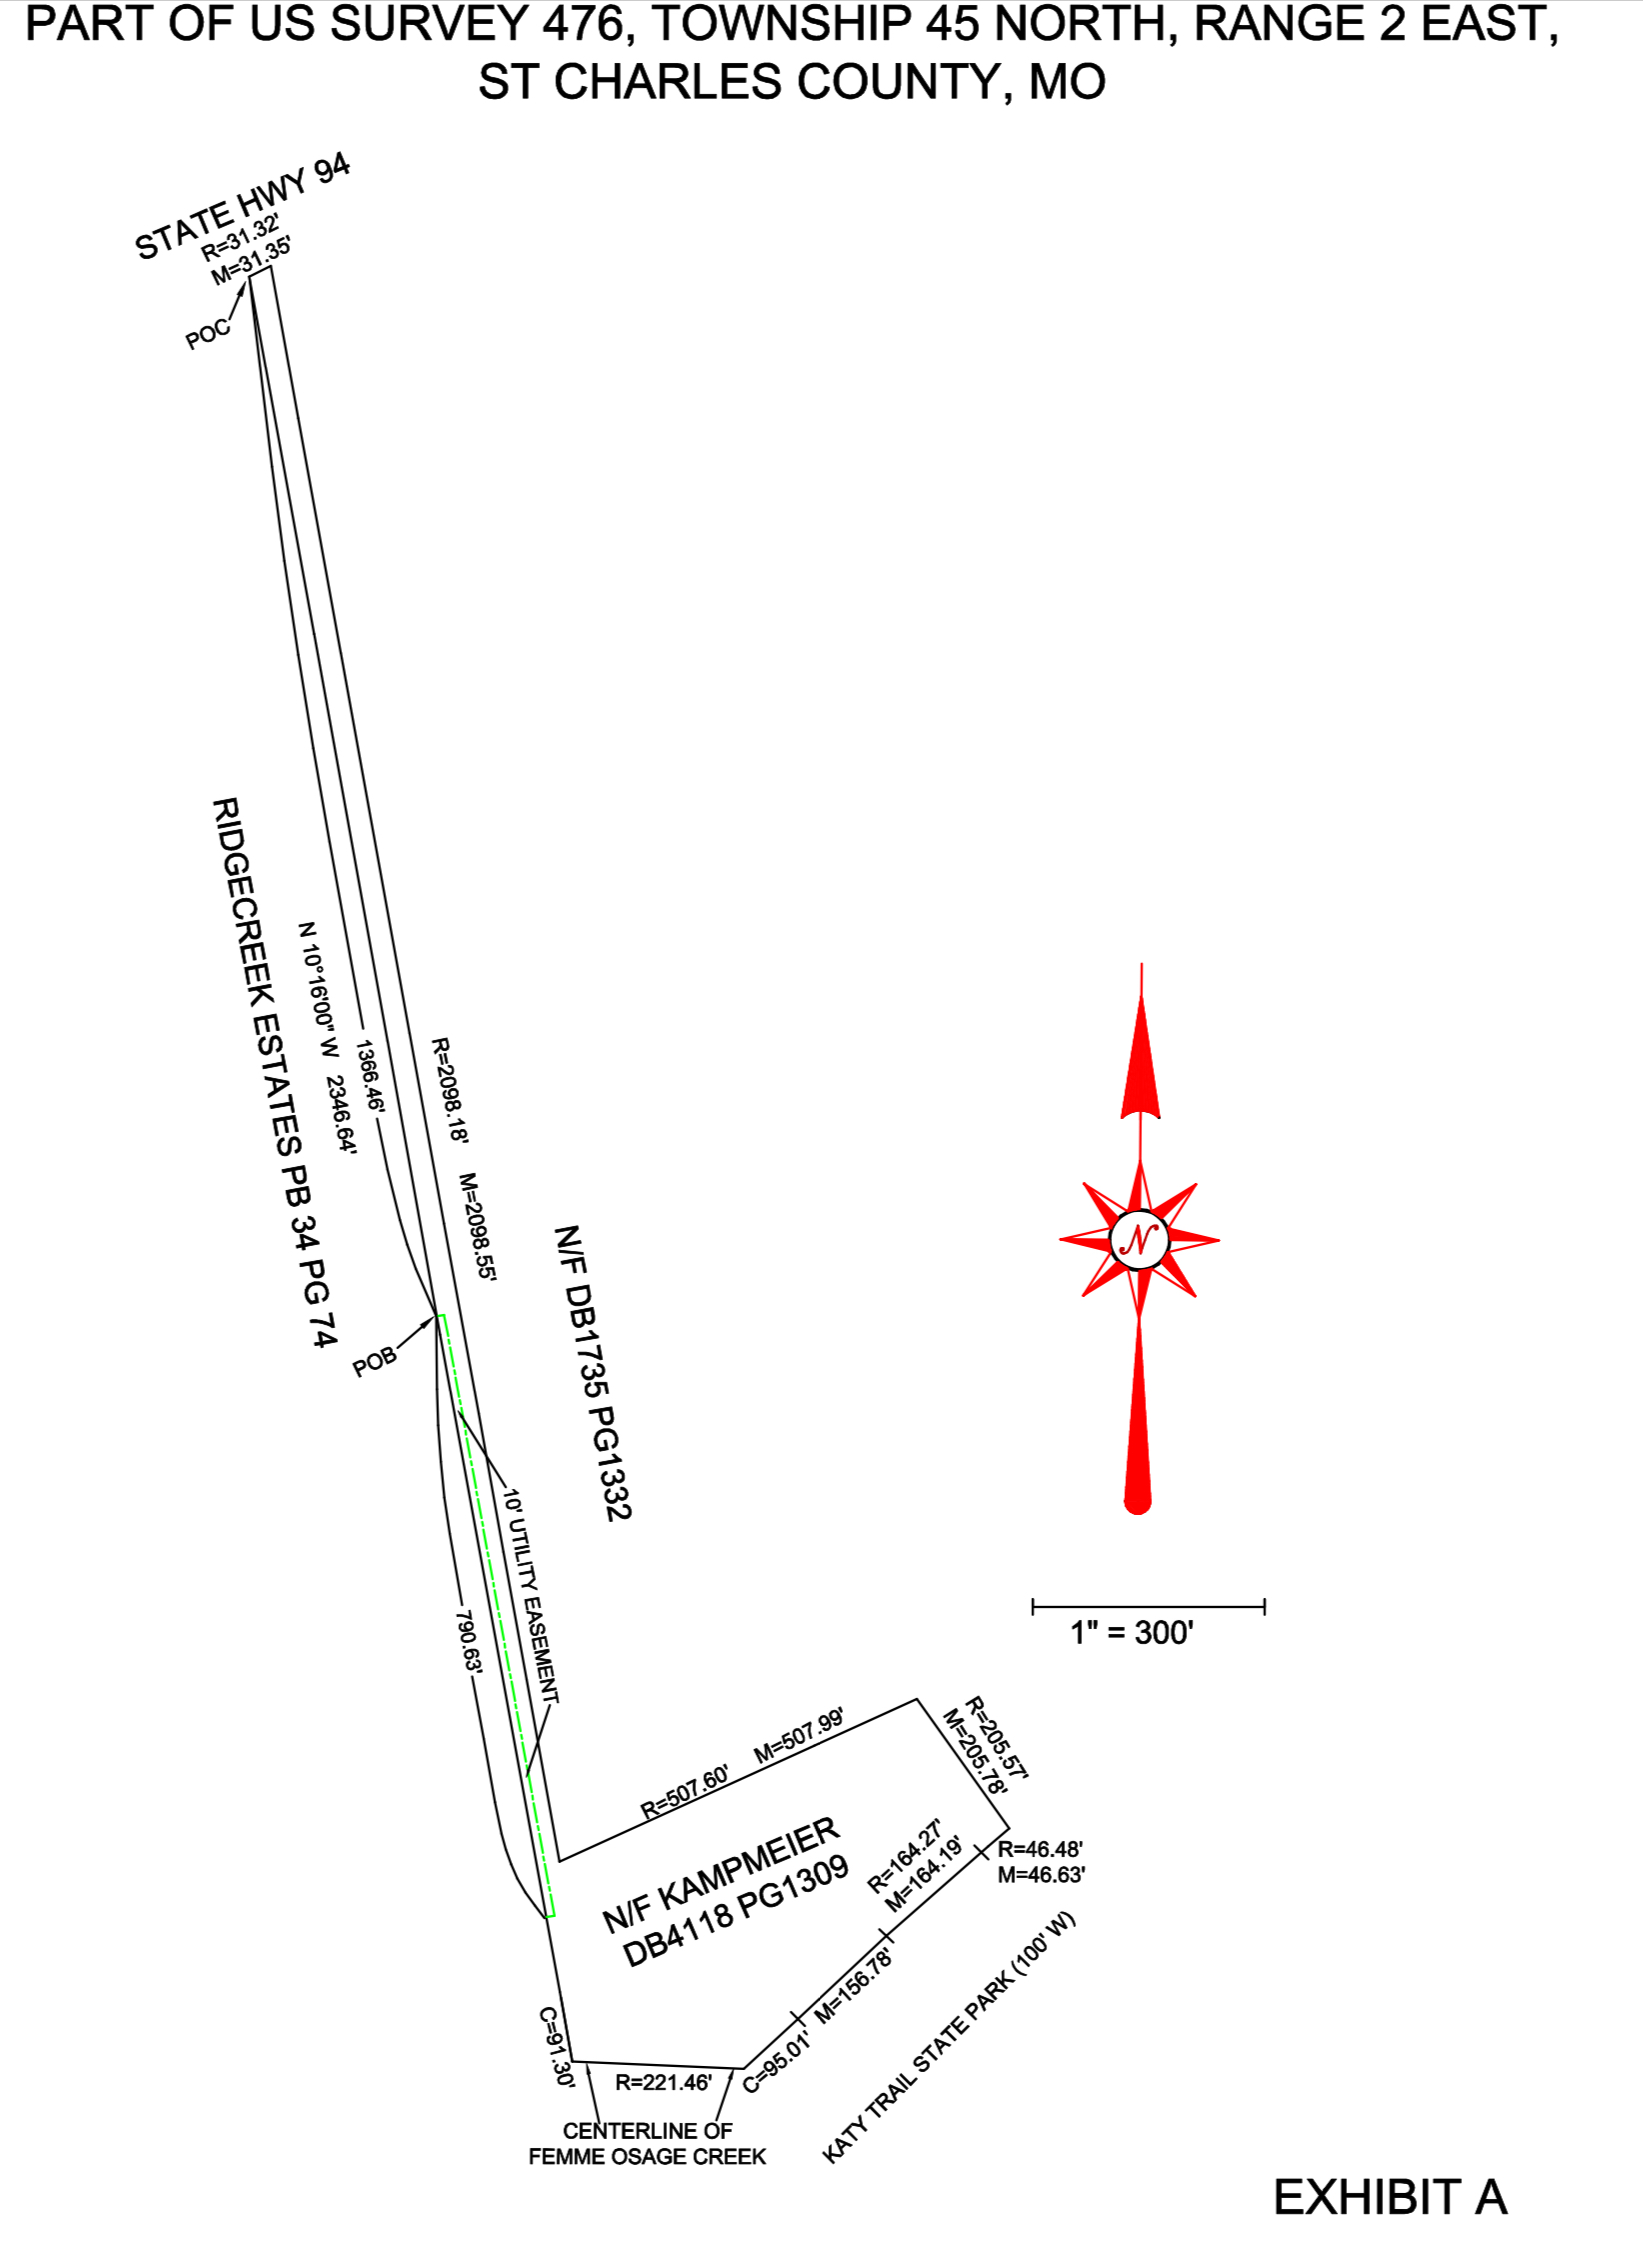 PART OF US SURVEY 476, TOWNSHIP 45 NORTH, RANGE 2 EAST,
ST CHARLES COUNTY, MO
STATE HWY 94
R=31.32'
M=31.35'
POC
RIDGECREEK ESTATES PB 34 PG 74
N 10°16'00" W 2346.64'
1366.46'
R=2098.18' M=2098.55'
N/F DB1735 PG1332
POB
10' UTILITY EASEMENT
790.63'
N
1" = 300'
R=507.60' M=507.99'
R=205.57'
M=205.78'
N/F KAMPMEIER
DB4118 PG1309
R=164.27'
M=164.19'
R=46.48'
M=46.63'
M=156.78'
C=95.01'
KATY TRAIL STATE PARK (100' W)
C=91.30'
R=221.46'
CENTERLINE OF
FEMME OSAGE CREEK
EXHIBIT A